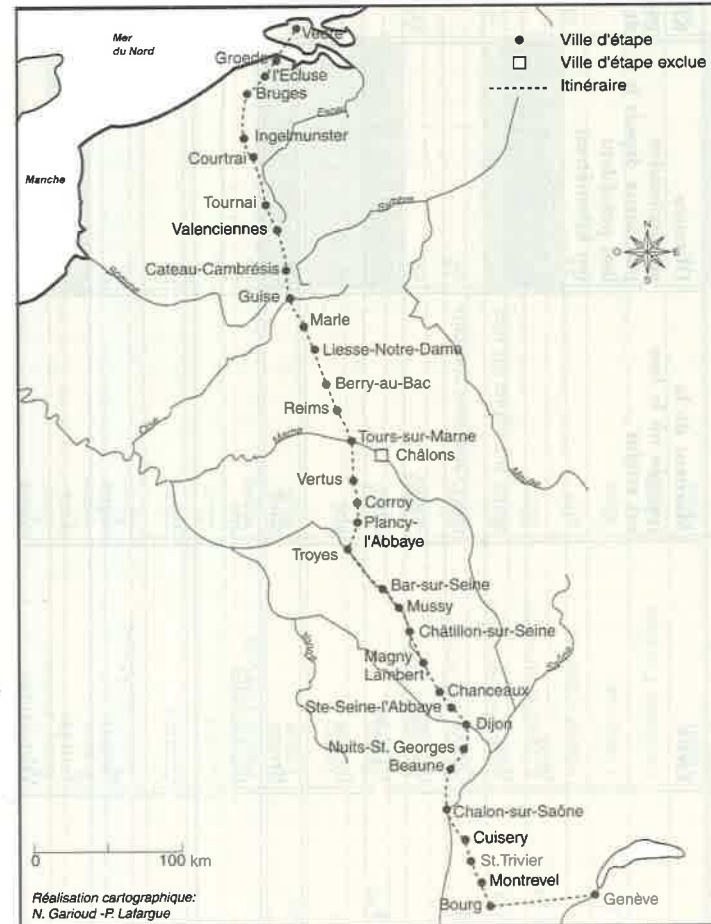 Mer
du Nord
Veere
Groede
l'Ecluse
Bruges
Ville d'étape
Ville d'étape exclue
Itinéraire
Escaut
Ingelmunster
Courtrai
Manche
Tournai
Valenciennes
Sambre
N
O
E
S
Cateau-Cambrésis
Somme
Guise
Marle
Liesse-Notre-Dame
Berry-au-Bac
Reims
Oise
Marne
Tours-sur-Marne
Châlons
Meuse
Vertus
Corroy
Plancy-
l'Abbaye
Troyes
Bar-sur-Seine
Mussy
Châtillon-sur-Seine
Magny
Lambert
Saône
Chanceaux
Ste-Seine-l'Abbaye
Dijon
Nuits-St. Georges
Beaune
Chalon-sur-Saône
Cuisery
St.Trivier
Montrevel
Bourg
Genève
0
100 km
Réalisation cartographique:
N. Garioud -P. Lafargue